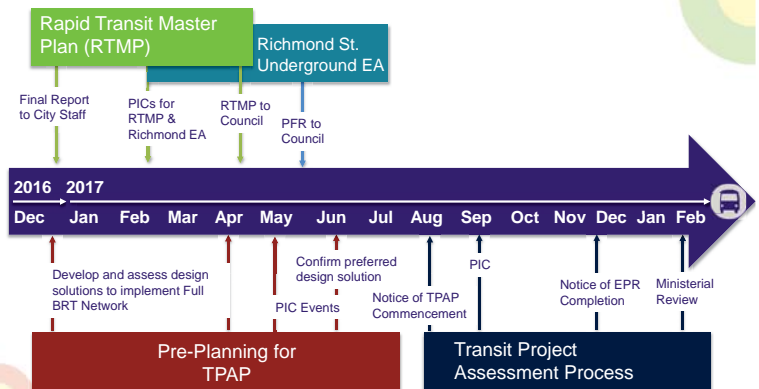 Rapid Transit Master
Plan (RTMP)
Richmond St.
Underground EA
Final Report
to City Staff
PICs for
RTMP &
Richmond EA
RTMP to
Council
PFR to
Council
2016 2017
Dec Jan Feb Mar Apr May Jun Jul Aug Sep Oct Nov Dec Jan Feb
Develop and assess design
solutions to implement Full
BRT Network
PIC Events
Confirm preferred
design solution
Notice of TPAP
Commencement
PIC
Notice of EPR
Completion
Ministerial
Review
Pre-Planning for
TPAP
Transit Project
Assessment Process